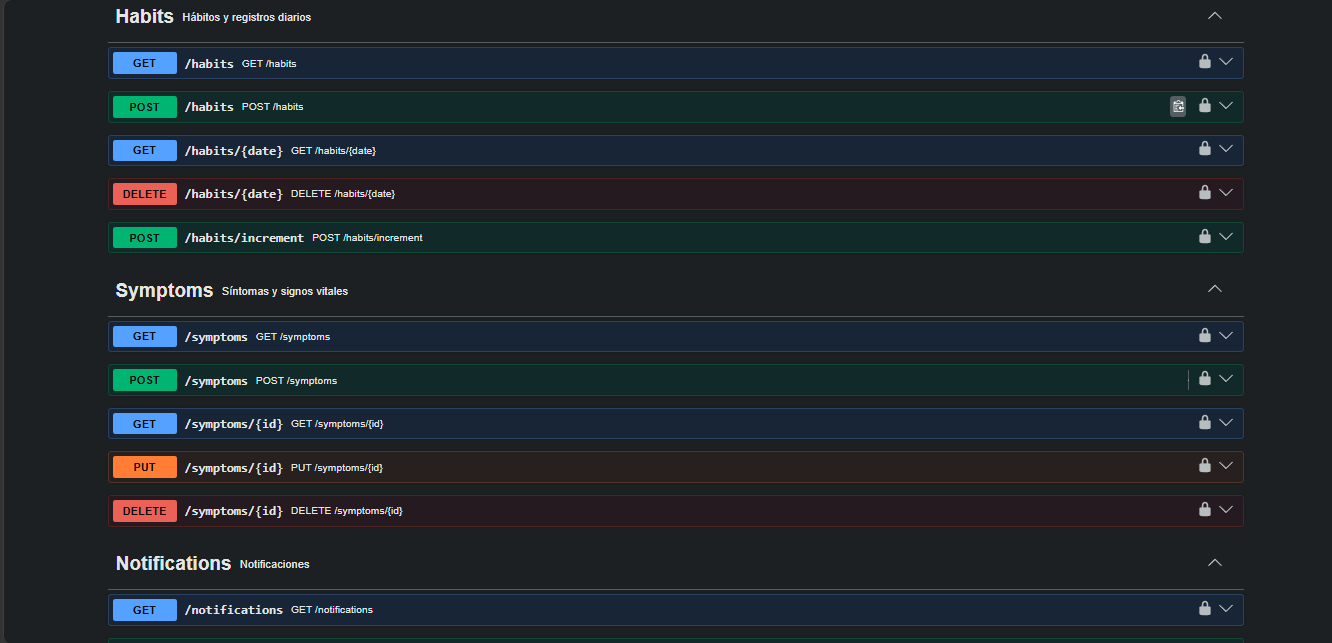 Habits Hábitos y registros diarios
GET /habits GET /habits
POST /habits POST /habits
GET /habits/{date} GET /habits/{date}
DELETE /habits/{date} DELETE /habits/{date}
POST /habits/increment POST /habits/increment
Symptoms Síntomas y signos vitales
GET /symptoms GET /symptoms
POST /symptoms POST /symptoms
GET /symptoms/{id} GET /symptoms/{id}
PUT /symptoms/{id} PUT /symptoms/{id}
DELETE /symptoms/{id} DELETE /symptoms/{id}
Notifications Notificaciones
GET /notifications GET /notifications